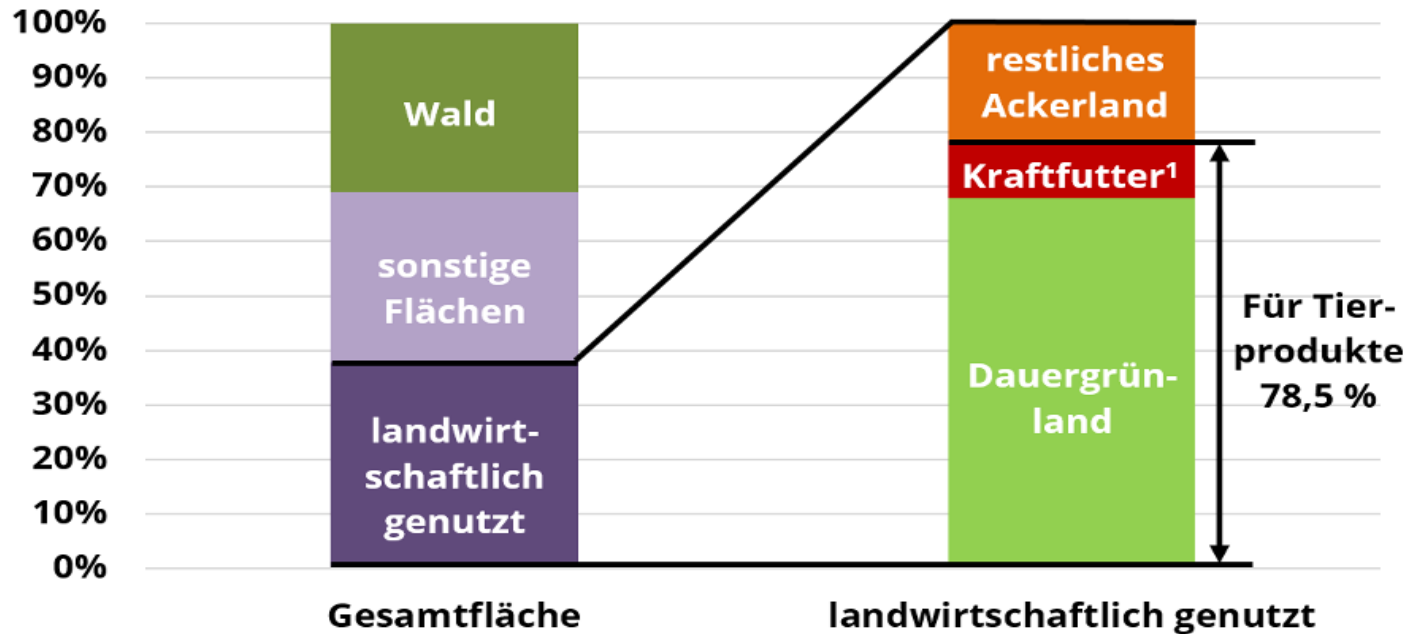 100%
90%
80%
70%
60%
50%
40%
30%
20%
10%
0%
Wald
sonstige
Flächen
landwirt-
schaftlich
genutzt
restliches
Ackerland
Kraftfutter¹
Dauergrün-
land
Für Tier-
produkte
78,5 %
Gesamtfläche
landwirtschaftlich genutzt